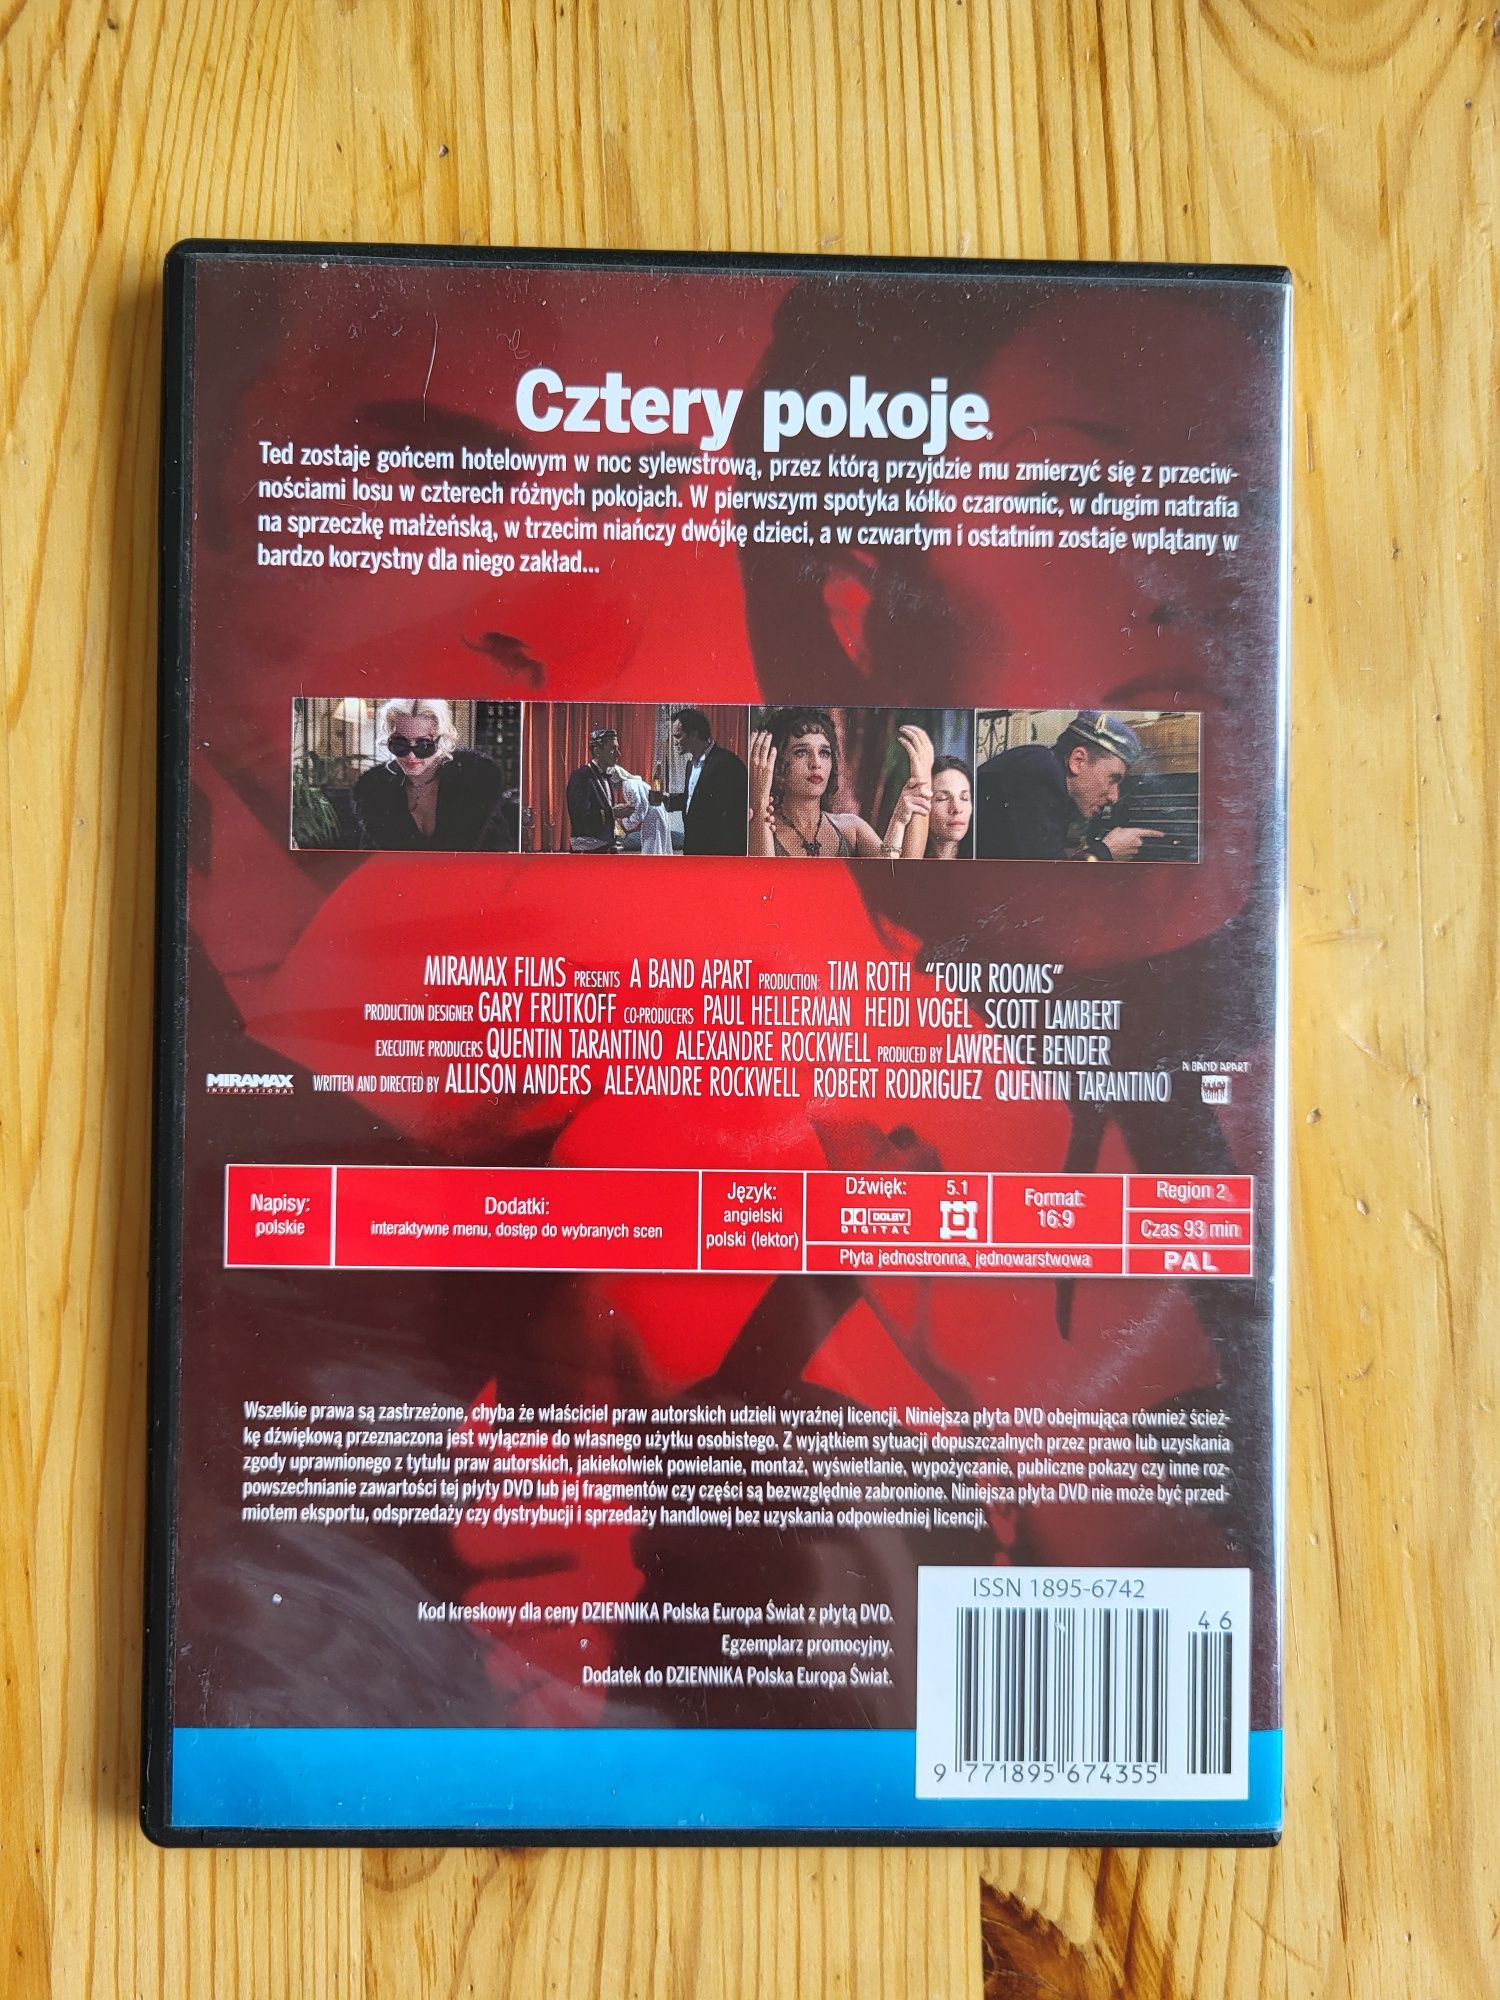 Cztery pokoje
Ted zostaje gońcem hotelowym w noc sylewstrową, przez którą przyjdzie mu zmierzyć się z przeciw-
nościami losu w czterech różnych pokojach. W pierwszym spotyka kółko czarownic, w drugim natrafia
na sprzeczkę małżeńską, w trzecim niańczy dwójkę dzieci, a w czwartym i ostatnim zostaje wplątany w
bardzo korzystny dla niego zakład...
MIRAMAX FILMS PRESENTS A BAND APART PRODUCTION: TIM ROTH "FOUR ROOMS"
PRODUCTION DESIGNER GARY FRUTKOFF CO-PRODUCERS PAUL HELLERMAN HEIDI VOGEL SCOTT LAMBERT
EXECUTIVE PRODUCERS QUENTIN TARANTINO ALEXANDRE ROCKWELL PRODUCED BY LAWRENCE BENDER
WRITTEN AND DIRECTED BY ALLISON ANDERS ALEXANDRE ROCKWELL ROBERT RODRIGUEZ QUENTIN TARANTINO
MIRAMAX
INTERNATIONAL
A BAND APART
Napisy:
polskie
Dodatki:
interaktywne menu, dostęp do wybranych scen
Język:
angielski
polski (lektor)
Dźwięk: 5.1
DOLBY
DIGITAL
Format:
16:9
Płyta jednostronna, jednowarstwowa
Region 2
Czas 93 min
PAL
Wszelkie prawa są zastrzeżone, chyba że właściciel praw autorskich udzieli wyraźnej licencji. Niniejsza płyta DVD obejmująca również ścież-
kę dźwiękową przeznaczona jest wyłącznie do własnego użytku osobistego. Z wyjątkiem sytuacji dopuszczalnych przez prawo lub uzyskania
zgody uprawnionego z tytułu praw autorskich, jakiekolwiek powielanie, montaż, wyświetlanie, wypożyczanie, publiczne pokazy czy inne roz-
powszechnianie zawartości tej płyty DVD lub jej fragmentów czy części są bezwzględnie zabronione. Niniejsza płyta DVD nie może być przed-
miotem eksportu, odsprzedaży czy dystrybucji i sprzedaży handlowej bez uzyskania odpowiedniej licencji.
Kod kreskowy dla ceny DZIENNIKA Polska Europa Świat z płytą DVD.
Egzemplarz promocyjny.
Dodatek do DZIENNIKA Polska Europa Świat.
ISSN 1895-6742
46
9 771895 674355